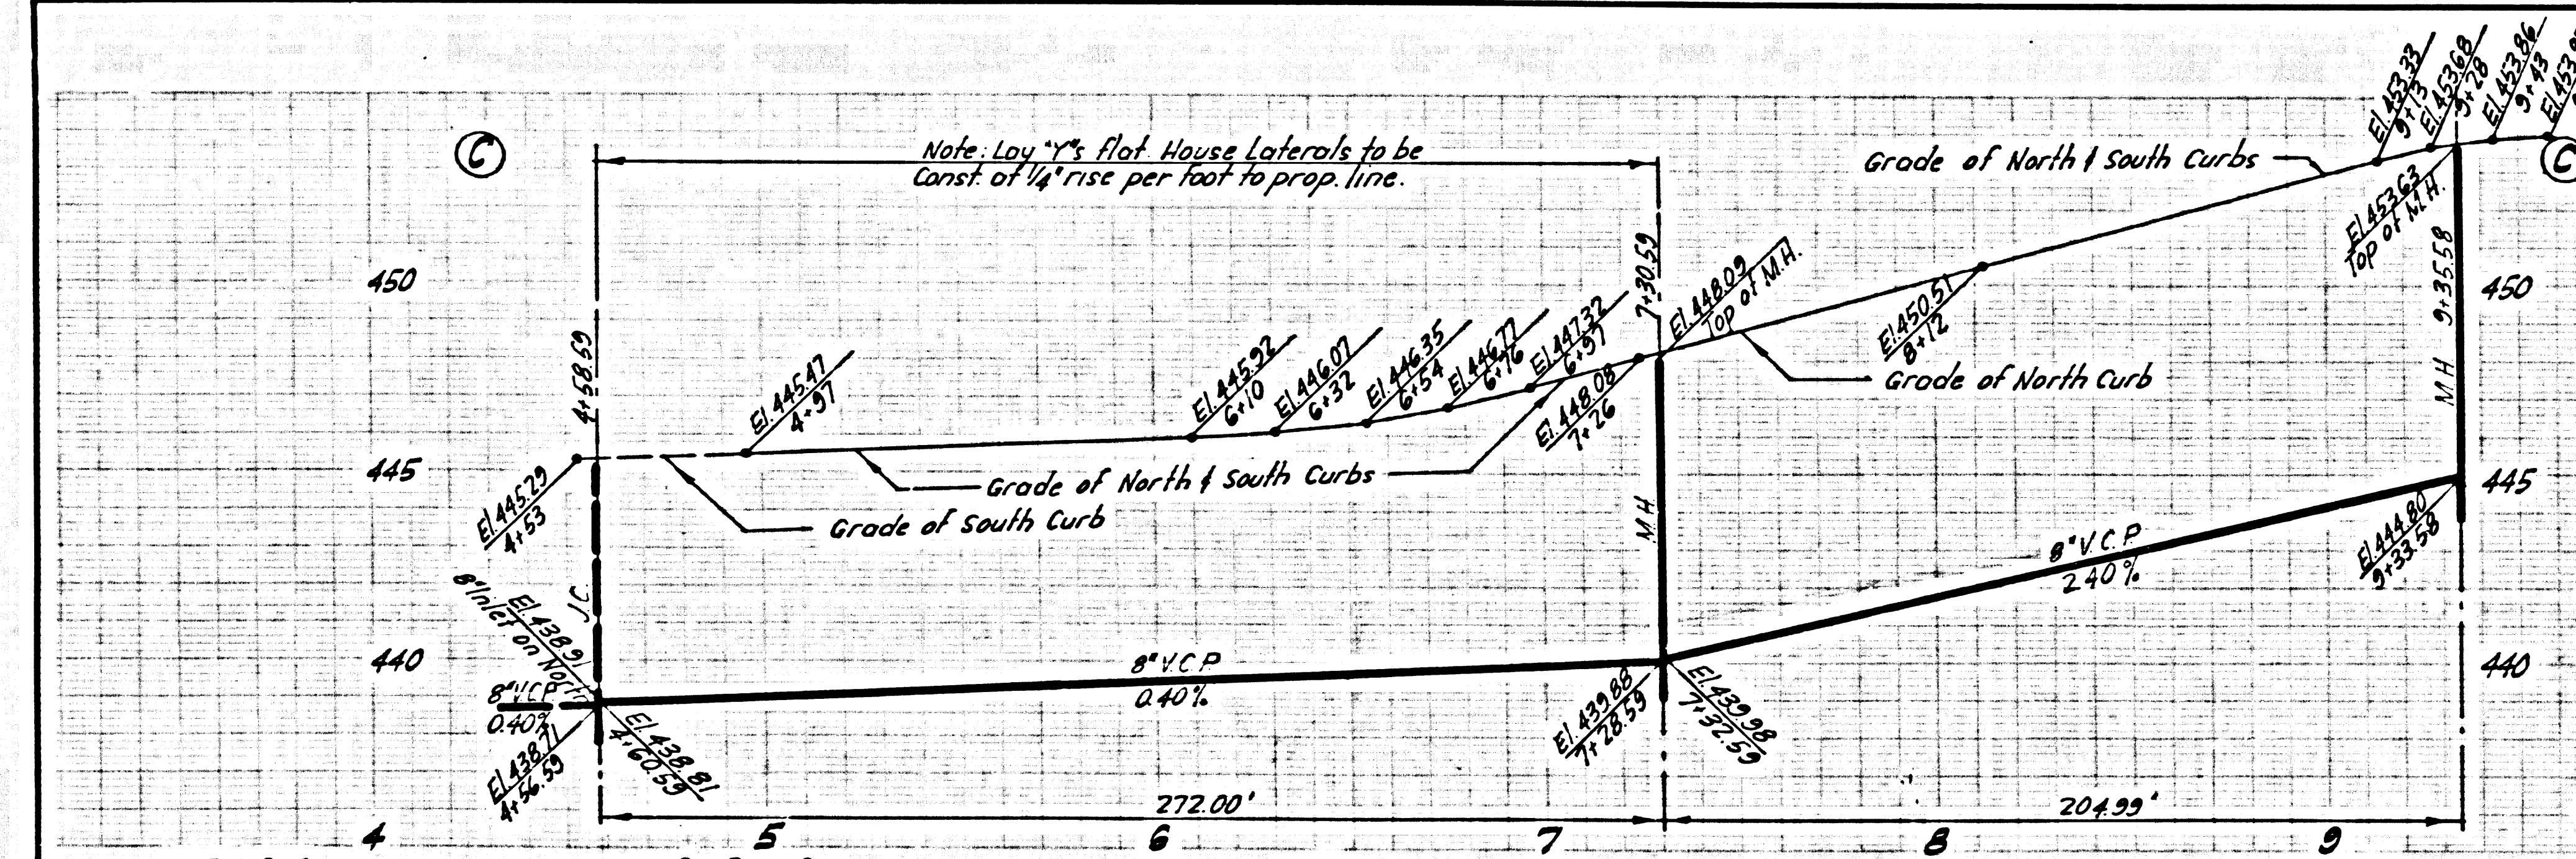 C
Note: Lay "Y"s flat. House Laterals to be
Const. at 1/4" rise per foot to prop. line.
El. 453.33
9+13
El. 453.68
9+28
El. 453.86
9+43
Grade of North & South Curbs
C
El. 453.63
Top of M.H.
450
4+58.59
7+30.59
El. 448.09
Top of M.H.
El. 450.51
8+12
MH 9+35.58
450
El. 445.47
4+97
El. 445.92
6+10
El. 446.07
6+32
El. 446.35
6+54
El. 446.77
6+76
El. 447.32
6+97
El. 448.08
7+26
Grade of North Curb
445
El. 445.29
4+53
Grade of North & South Curbs
Grade of South Curb
MH
445
8" V.C.P.
2.40%
El. 444.80
9+33.58
J.C.
El. 438.91
8" Inlet on North
440
8" V.C.P.
0.40%
8" V.C.P.
0.40%
440
El. 438.71
4+56.59
El. 438.81
4+60.59
El. 439.88
7+28.59
El. 439.98
7+32.59
272.00'
204.99'
4
5
6
7
8
9